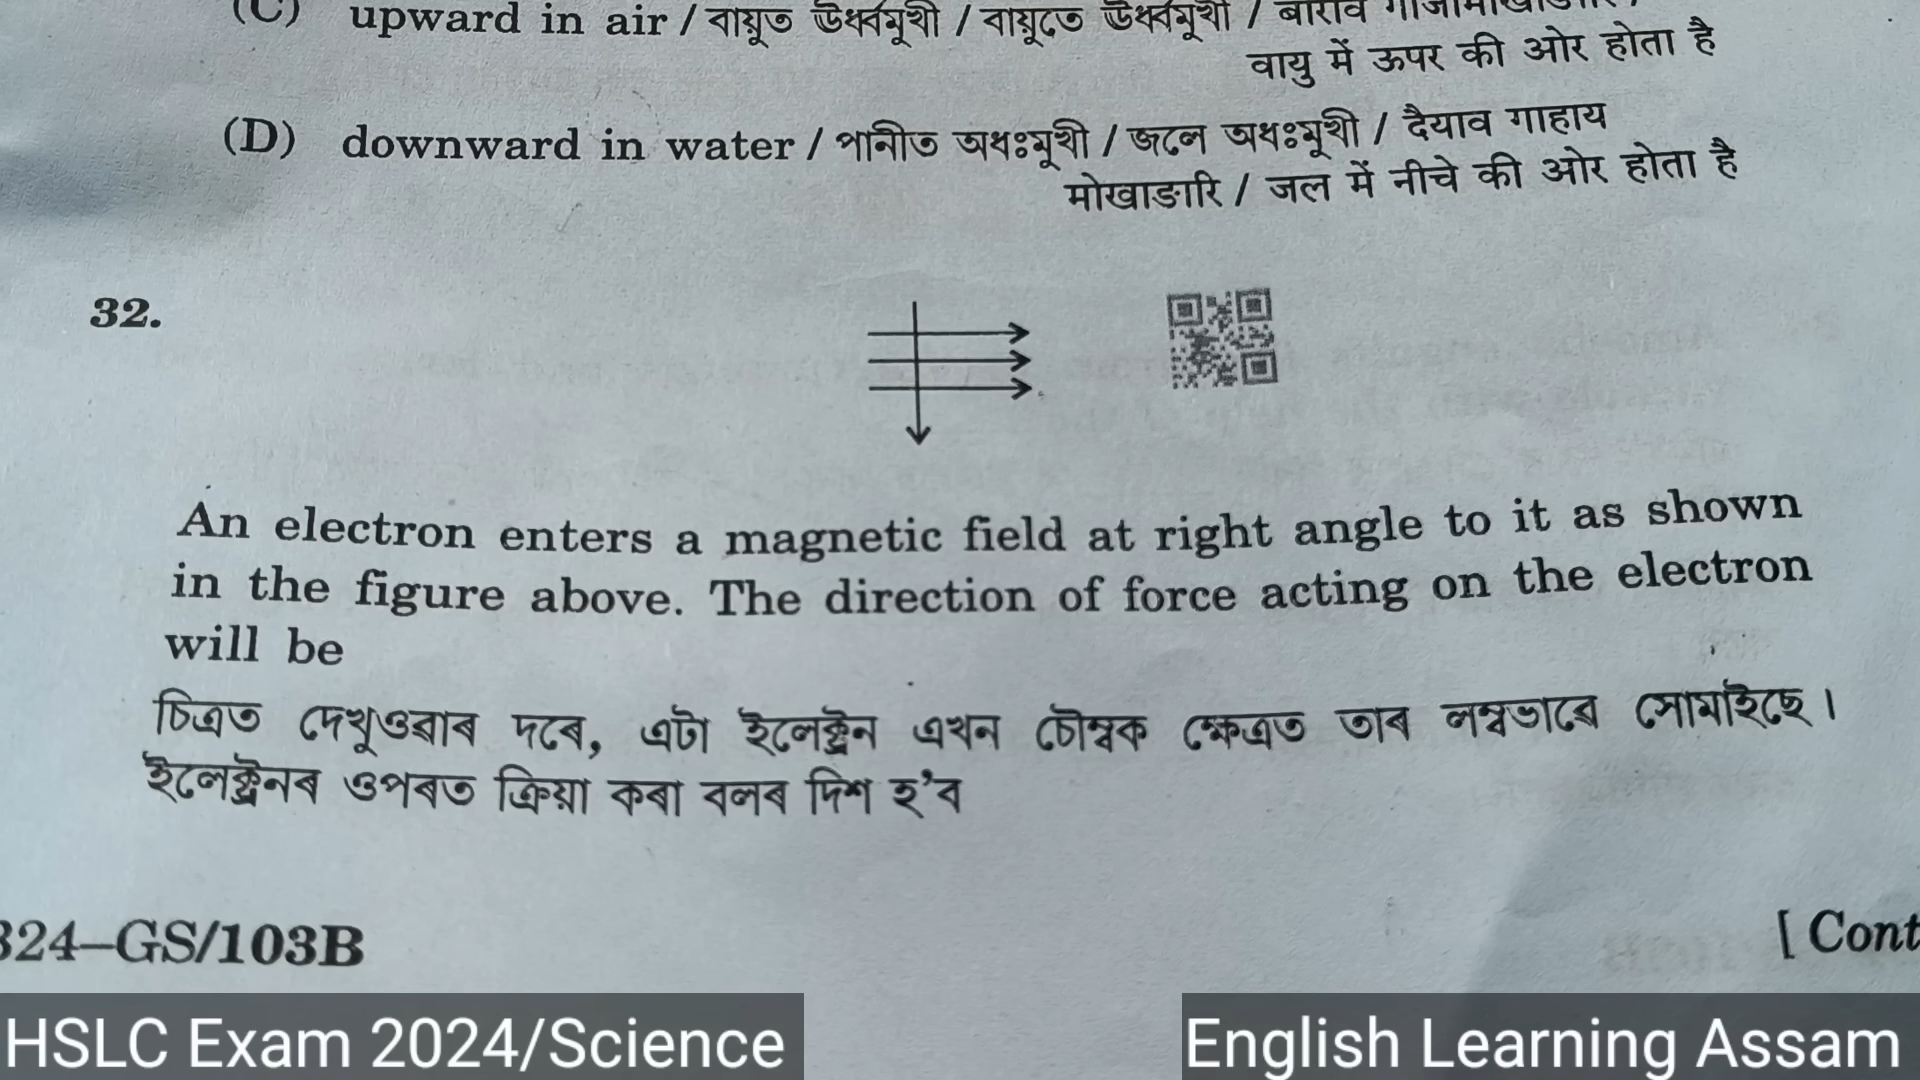 (C) upward in air / বায়ুত ঊর্ধ্বমুখী / বায়ুতে ঊর্ধ্বমুখী /
वायु में ऊपर की ओर होता है
(D) downward in water / পানীত অধঃমুখী / জলে অধঃমুখী / दैयाव गाहाय
मोखाङारि / जल में नीचे की ओर होता है
32.
An electron enters a magnetic field at right angle to it as shown
in the figure above. The direction of force acting on the electron
will be
চিত্ৰত দেখুওৱাৰ দৰে, এটা ইলেক্ট্ৰন এখন চৌম্বক ক্ষেত্ৰত তাৰ লম্বভাৱে সোমাইছে।
ইলেক্ট্ৰনৰ ওপৰত ক্ৰিয়া কৰা বলৰ দিশ হ'ব
324–GS/103B
[ Cont
HSLC Exam 2024/Science
English Learning Assam